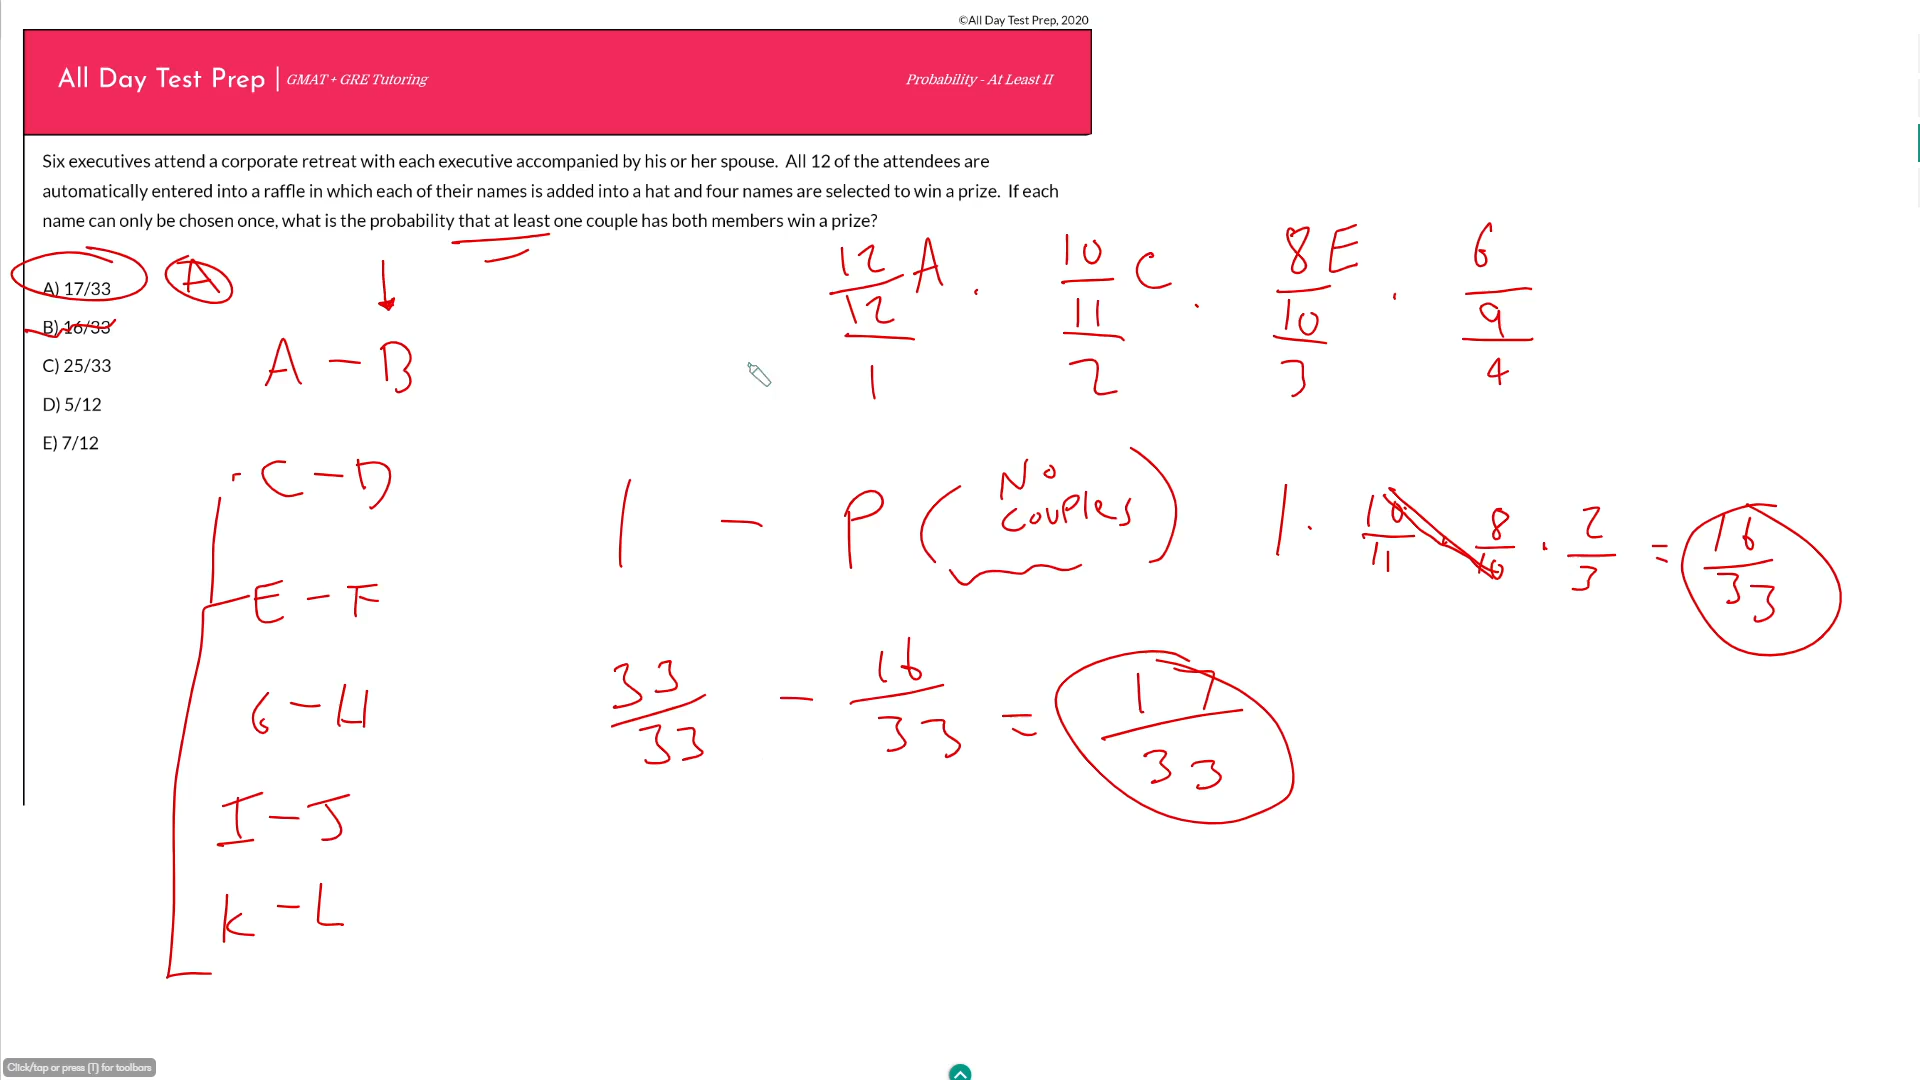 ©All Day Test Prep, 2020
All Day Test Prep | GMAT + GRE Tutoring
Probability - At Least II
Six executives attend a corporate retreat with each executive accompanied by his or her spouse. All 12 of the attendees are
automatically entered into a raffle in which each of their names is added into a hat and four names are selected to win a prize. If each
name can only be chosen once, what is the probability that at least one couple has both members win a prize?
A) 17/33
A
B) 16/33
C) 25/33
D) 5/12
E) 7/12
A - B
C - D
E - F
G - H
I - J
K - L
12/12 A · 10/11 C · 8/10 E · 6/9
1 2 3 4
1 - P (No Couples)
1 · 10/11 · 8/10 · 2/3 = 16/33
33/33 - 16/33 = 17/33
Click/tap or press [T] for toolbars